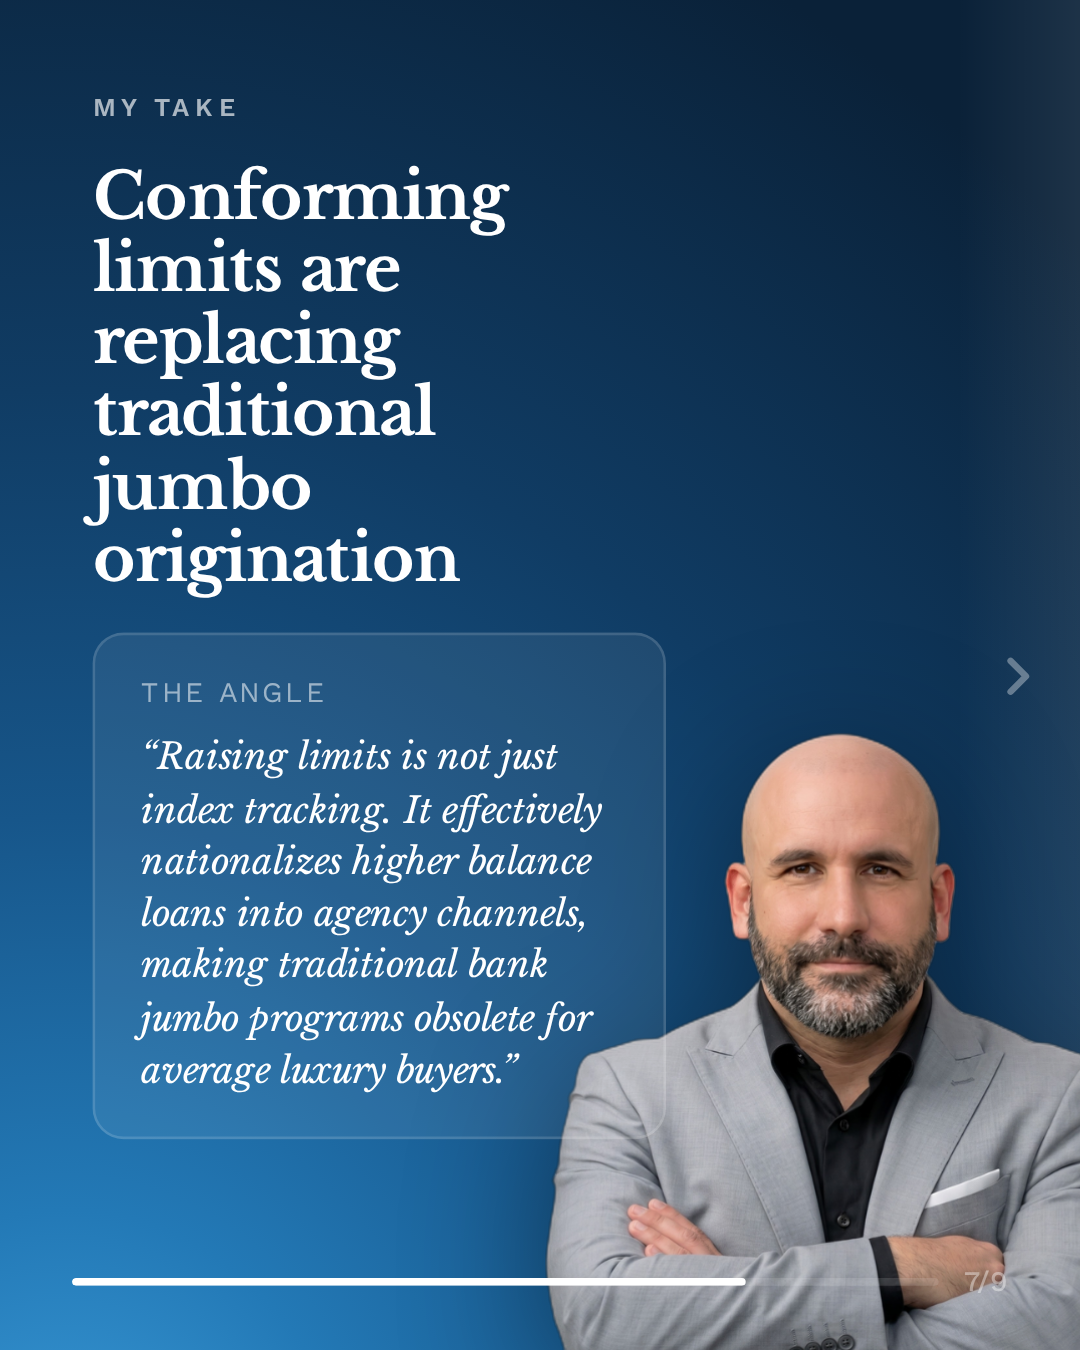 MY TAKE
Conforming
limits are
replacing
traditional
jumbo
origination
THE ANGLE
“Raising limits is not just
index tracking. It effectively
nationalizes higher balance
loans into agency channels,
making traditional bank
jumbo programs obsolete for
average luxury buyers.”
7/9